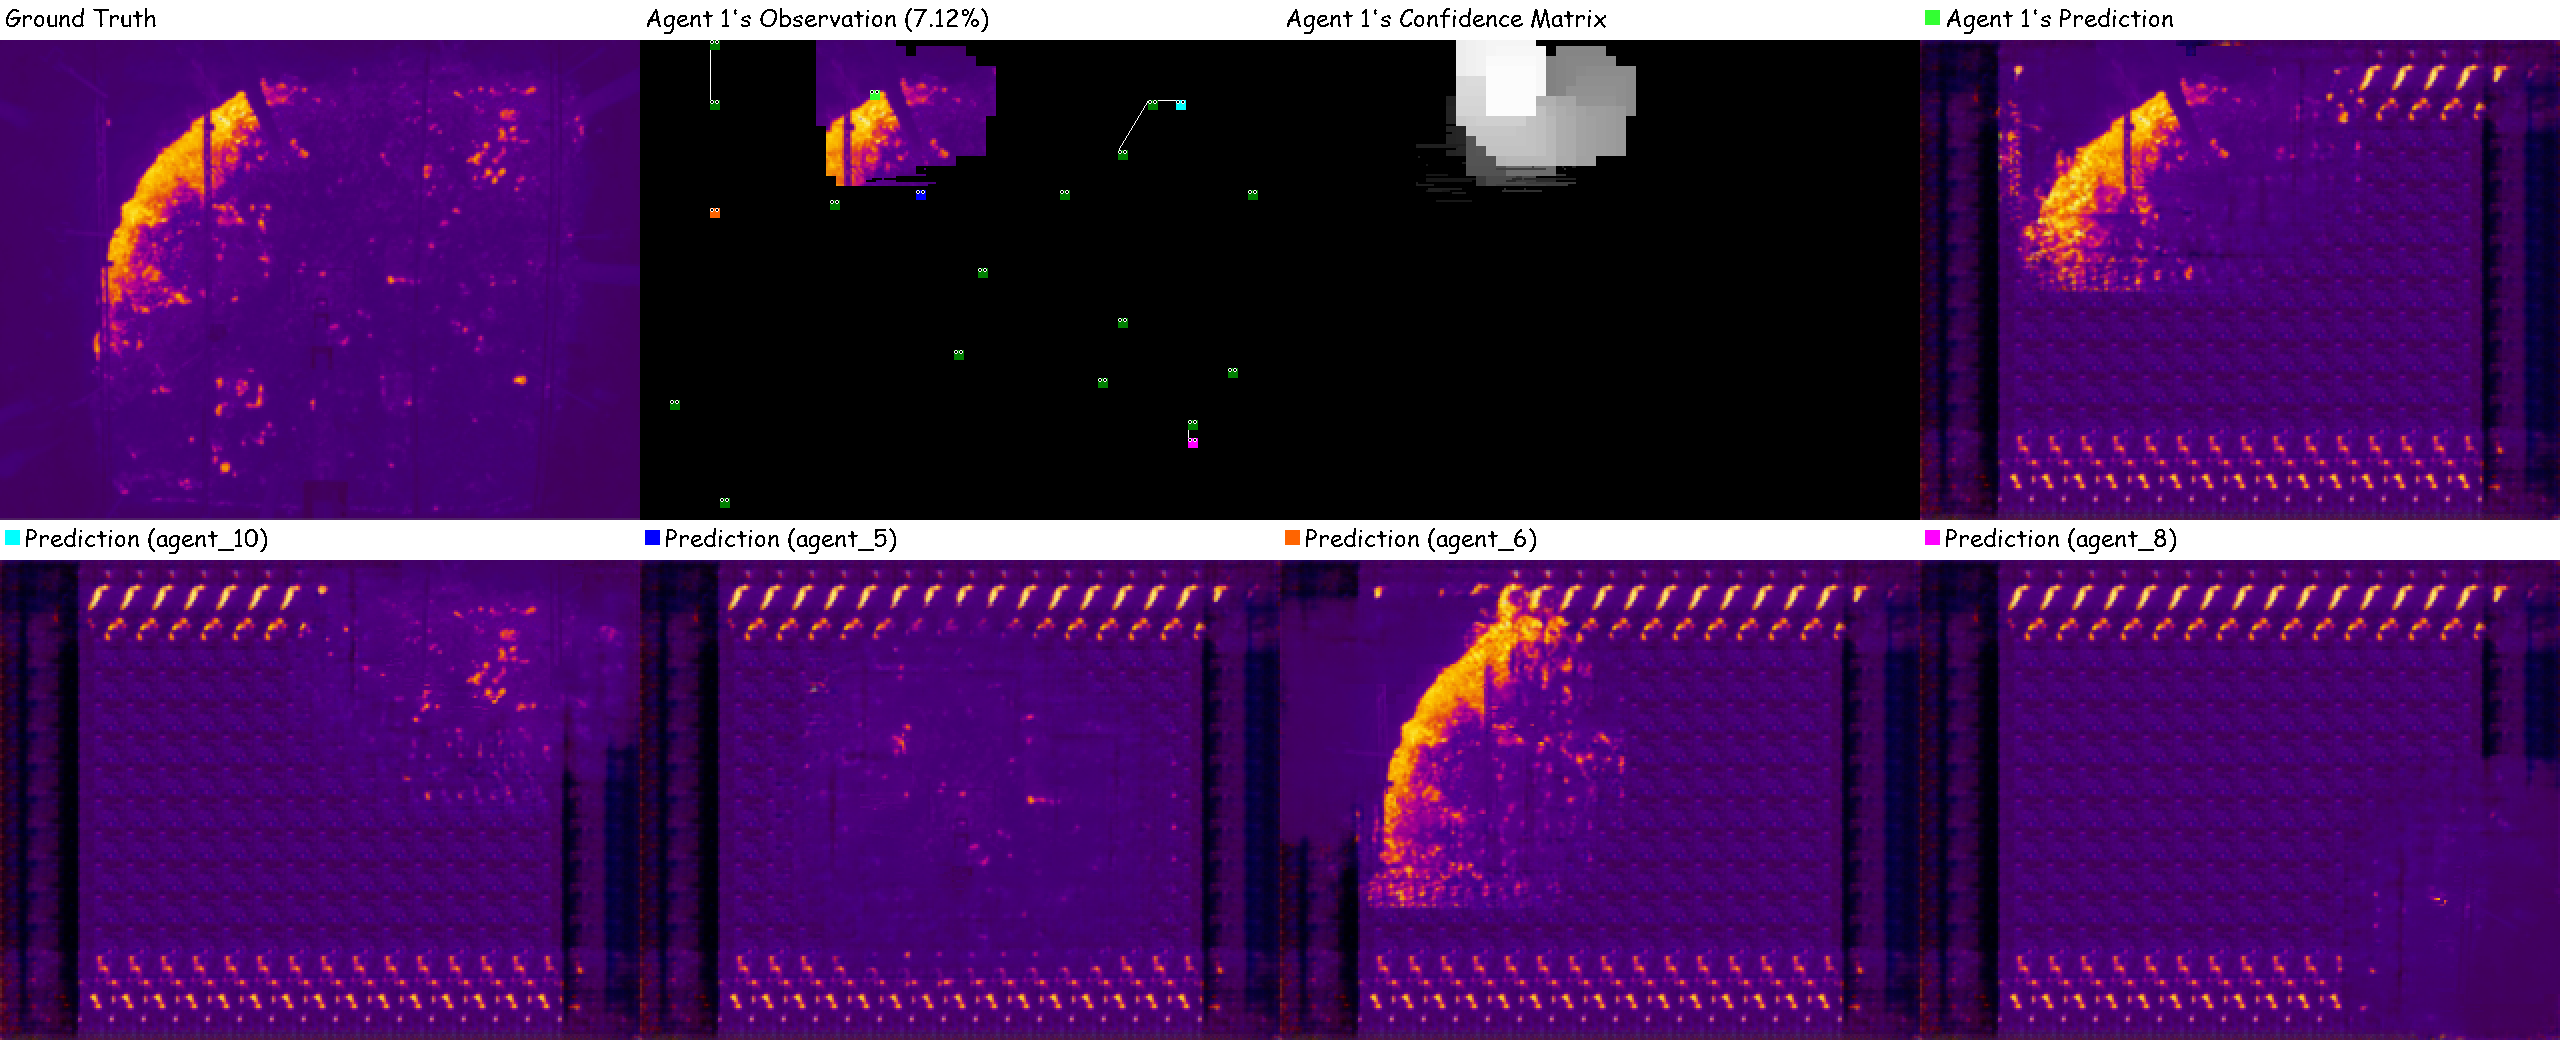 Ground Truth
Agent 1's Observation (7.12%)
Agent 1's Confidence Matrix
Agent 1's Prediction
Prediction (agent_10)
Prediction (agent_5)
Prediction (agent_6)
Prediction (agent_8)